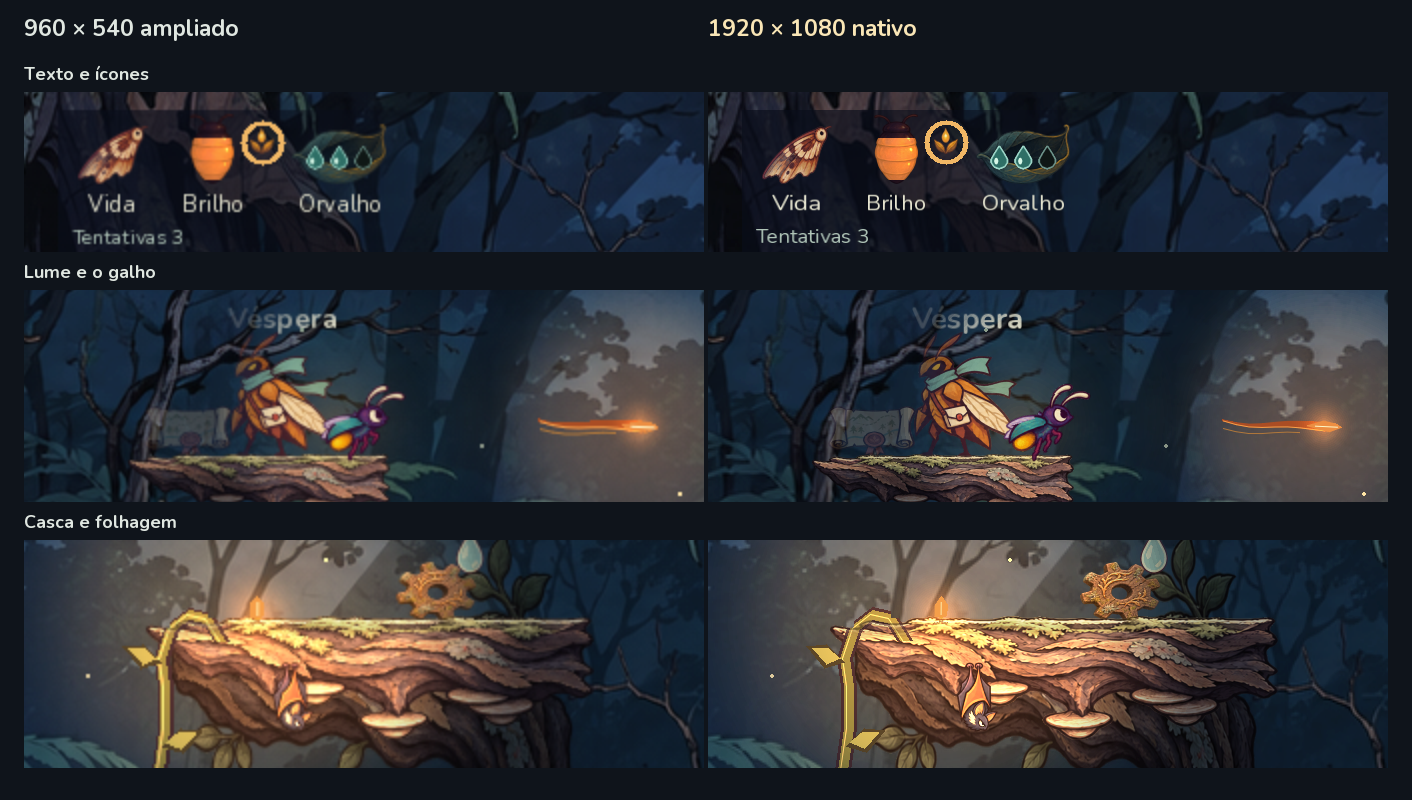 960 × 540 ampliado
1920 × 1080 nativo
Texto e ícones
Vida Brilho Orvalho
Tentativas 3
Vida Brilho Orvalho
Tentativas 3
Lume e o galho
Vespera
Vespera
Casca e folhagem